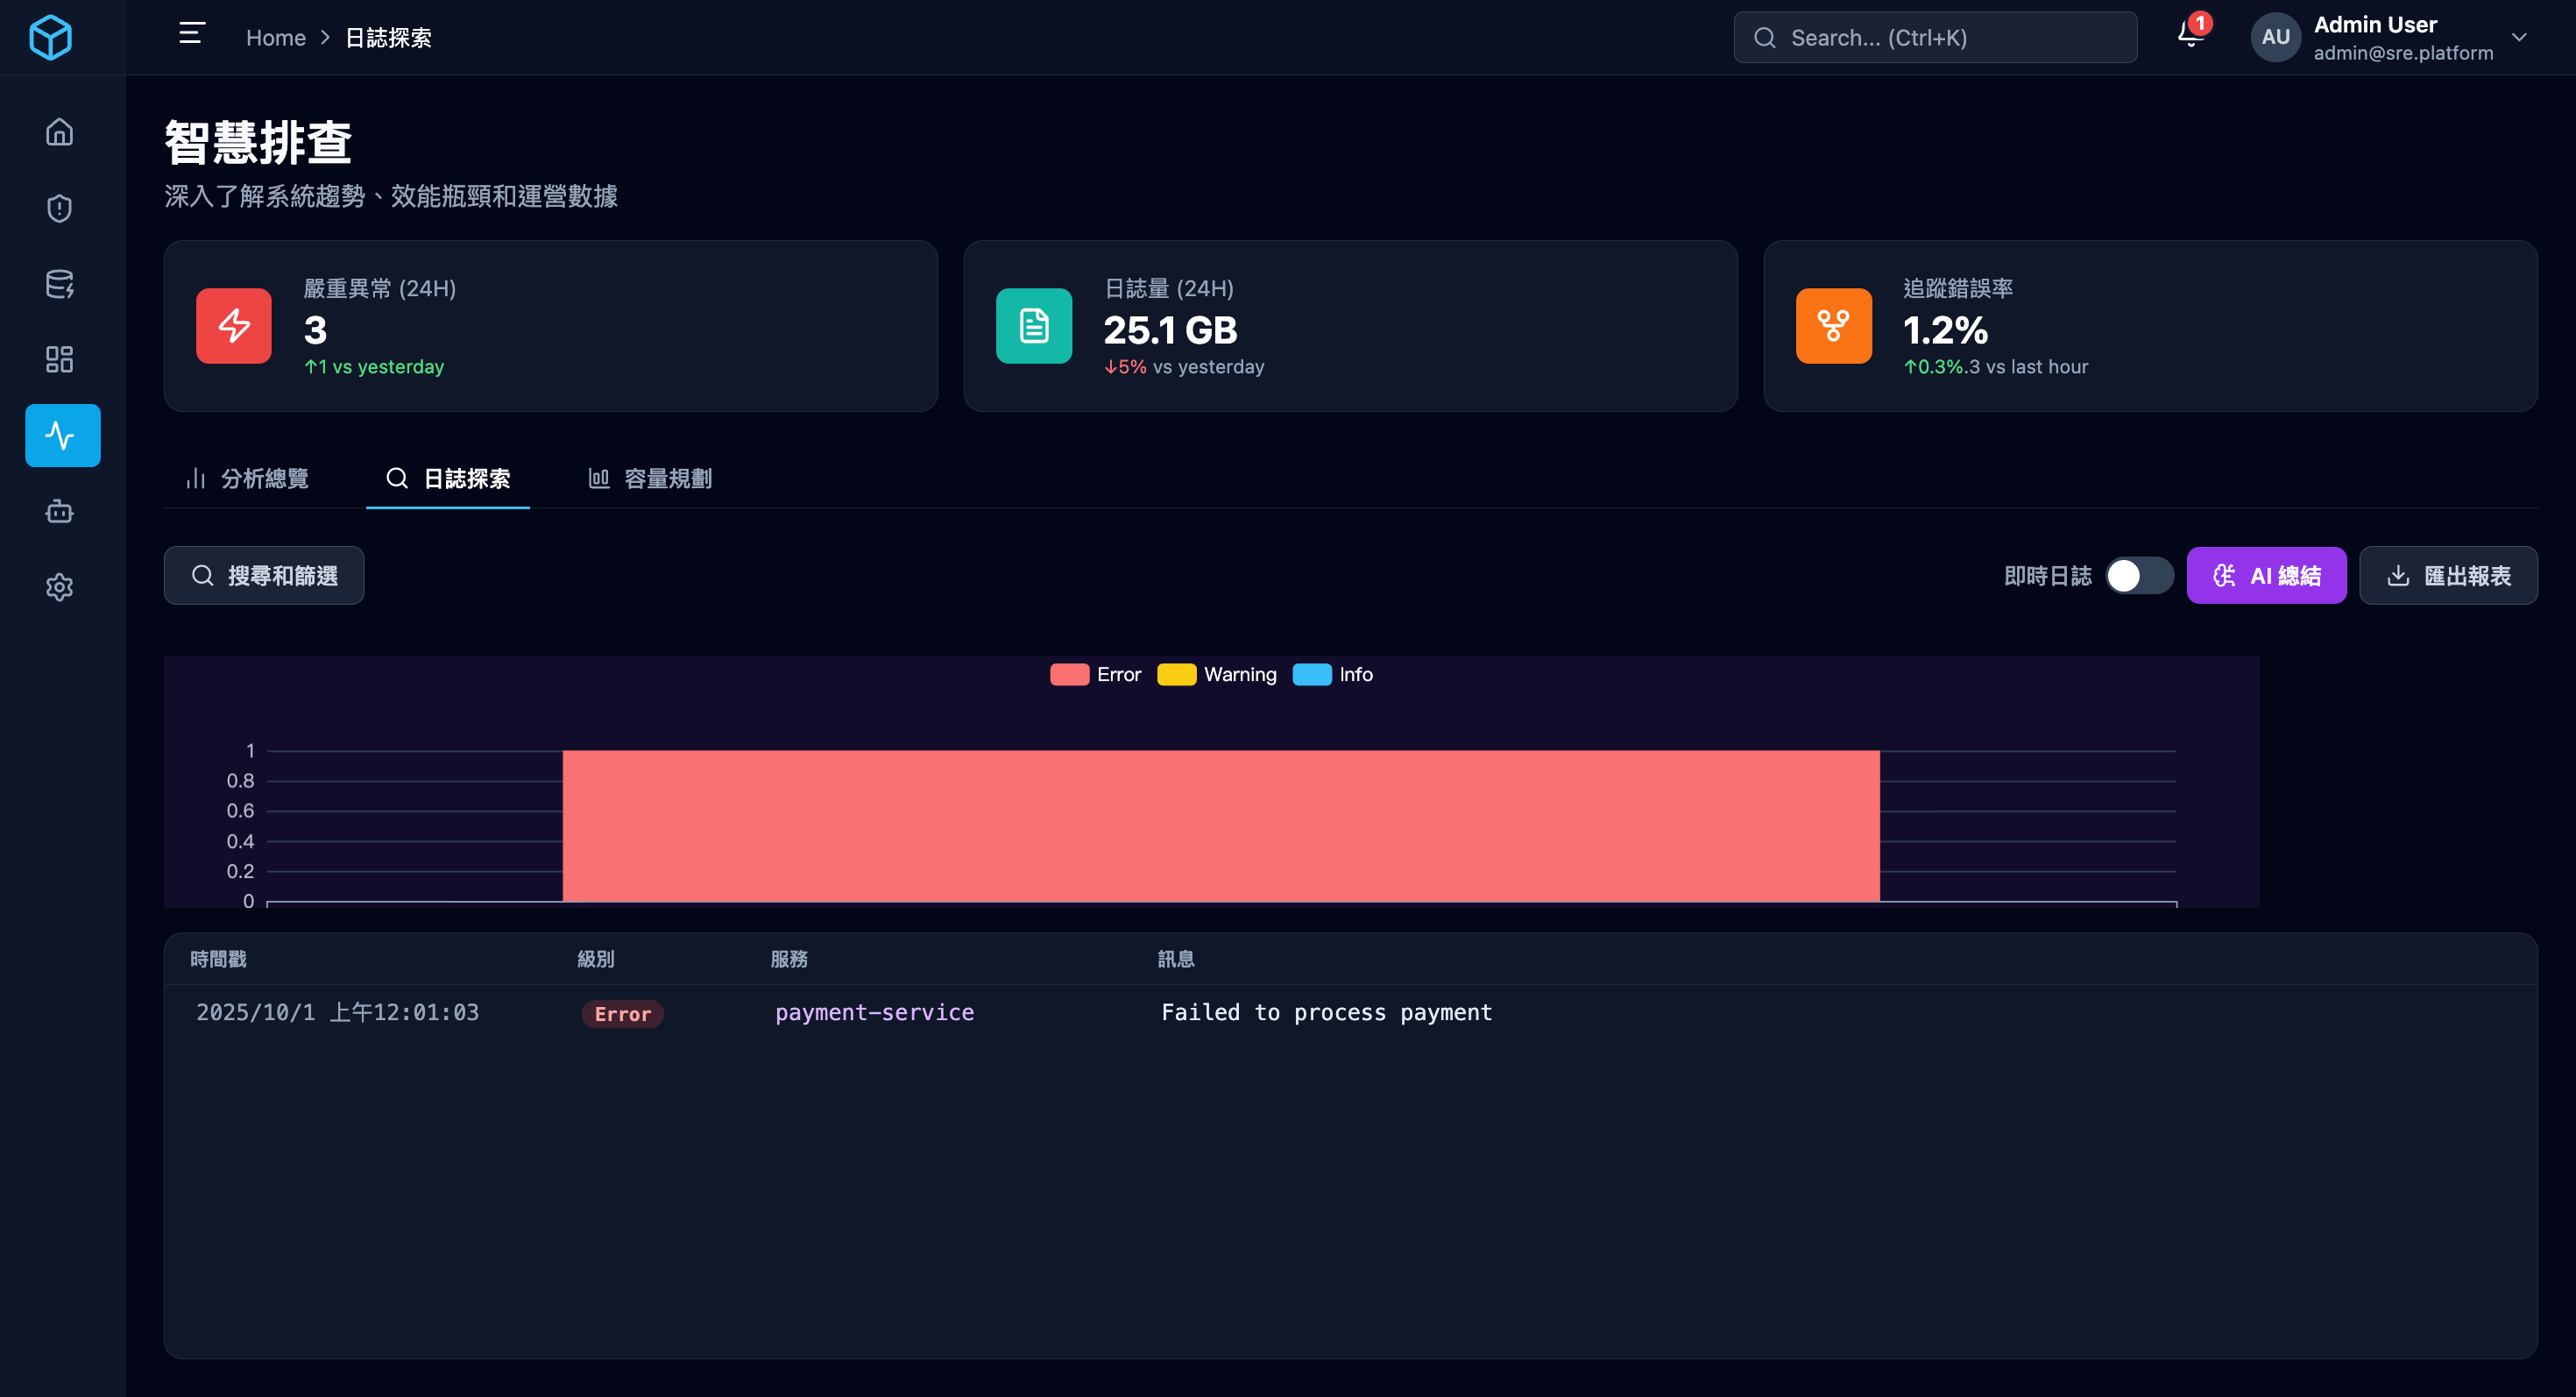 Home > 日誌探索
Search... (Ctrl+K)
1
AU
Admin User
admin@sre.platform
智慧排查
深入了解系統趨勢、效能瓶頸和運營數據
嚴重異常 (24H)
3
↑1 vs yesterday
日誌量 (24H)
25.1 GB
↓5% vs yesterday
追蹤錯誤率
1.2%
↑0.3%.3 vs last hour
分析總覽
日誌探索
容量規劃
搜尋和篩選
即時日誌
AI 總結
匯出報表
Error Warning Info
1
0.8
0.6
0.4
0.2
0
時間戳 級別 服務 訊息
2025/10/1 上午12:01:03 Error payment-service Failed to process payment